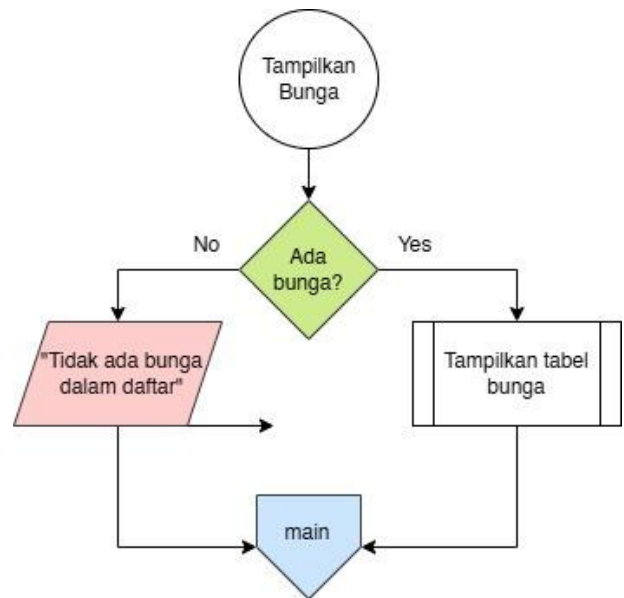 Tampilkan
Bunga
No
Ada
bunga?
Yes
"Tidak ada bunga
dalam daftar"
Tampilkan tabel
bunga
main